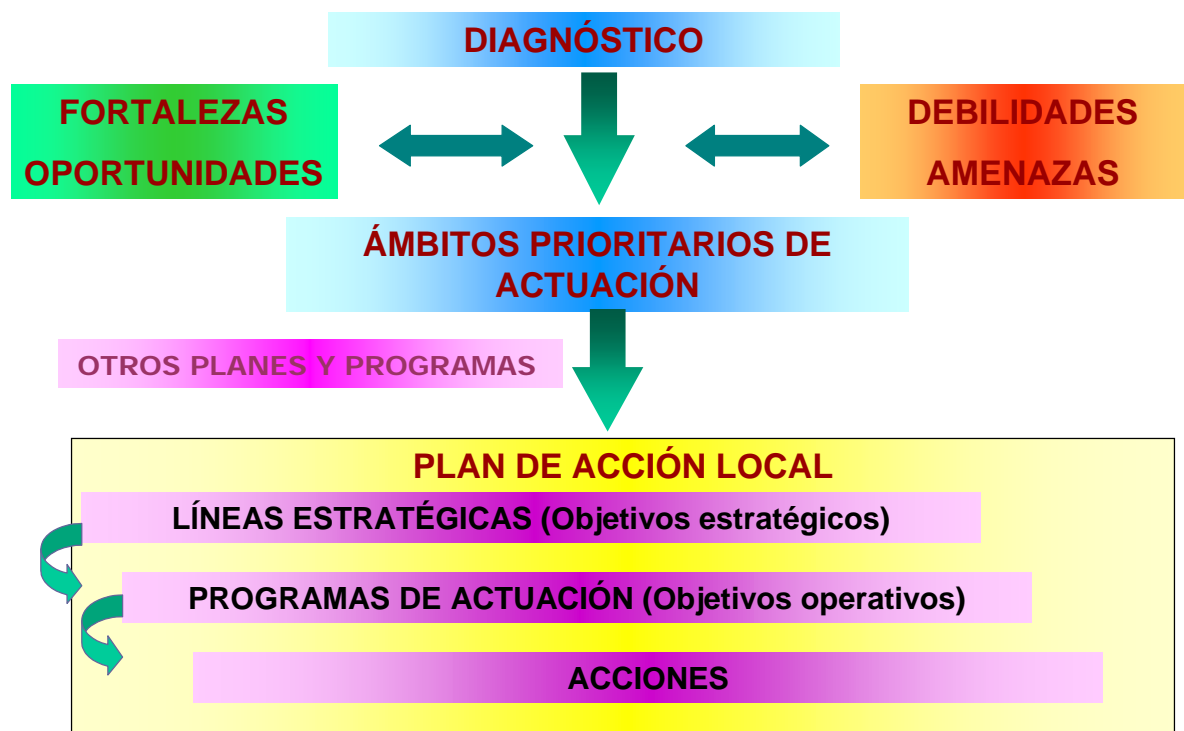 DIAGNÓSTICO
FORTALEZAS
OPORTUNIDADES
DEBILIDADES
AMENAZAS
ÁMBITOS PRIORITARIOS DE
ACTUACIÓN
OTROS PLANES Y PROGRAMAS
PLAN DE ACCIÓN LOCAL
LÍNEAS ESTRATÉGICAS (Objetivos estratégicos)
PROGRAMAS DE ACTUACIÓN (Objetivos operativos)
ACCIONES